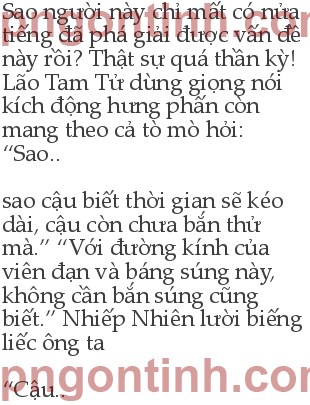 pngontinh.com
Sao người này chỉ mất có nửa
tiếng đã phá giải được vấn đề
này rồi? Thật sự quá thần kỳ!
Lão Tam Tử dùng giọng nói
kích động hưng phấn còn
mang theo cả tò mò hỏi:
“Sao..
sao cậu biết thời gian sẽ kéo
dài, cậu còn chưa bắn thử
mà.” “Với đường kính của
viên đạn và báng súng này,
không cần bắn súng cũng
biết.” Nhiếp Nhiên lười biếng
liếc ông ta
pngontinh.com
“Cậu..